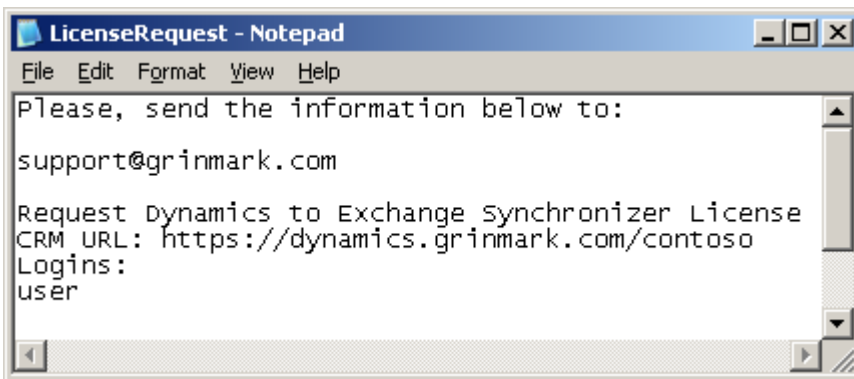 LicenseRequest - Notepad
File Edit Format View Help
Please, send the information below to:
support@grinmark.com
Request Dynamics to Exchange Synchronizer License
CRM URL: https://dynamics.grinmark.com/contoso
Logins:
user